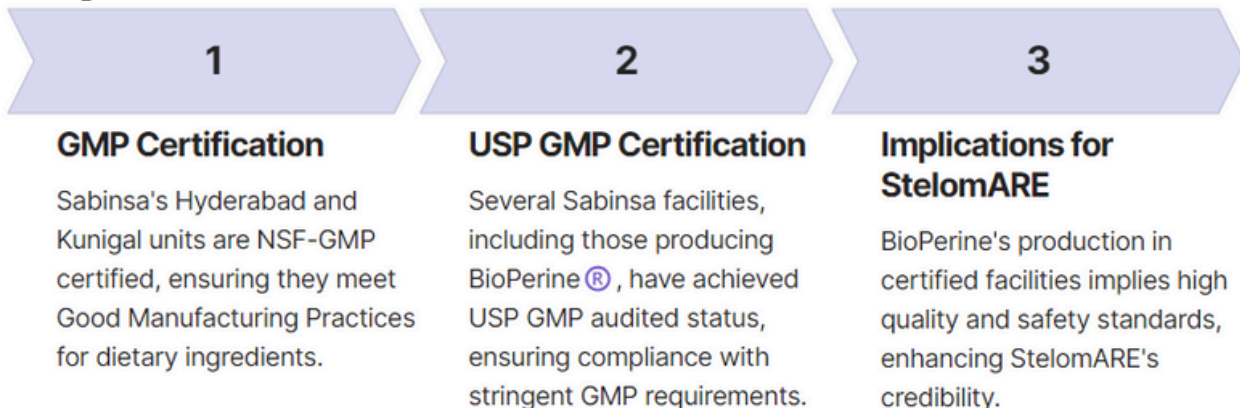 1
GMP Certification
Sabinsa's Hyderabad and
Kunigal units are NSF-GMP
certified, ensuring they meet
Good Manufacturing Practices
for dietary ingredients.
2
USP GMP Certification
Several Sabinsa facilities,
including those producing
BioPerine® , have achieved
USP GMP audited status,
ensuring compliance with
stringent GMP requirements.
3
Implications for
StelomARE
BioPerine's production in
certified facilities implies high
quality and safety standards,
enhancing StelomARE's
credibility.